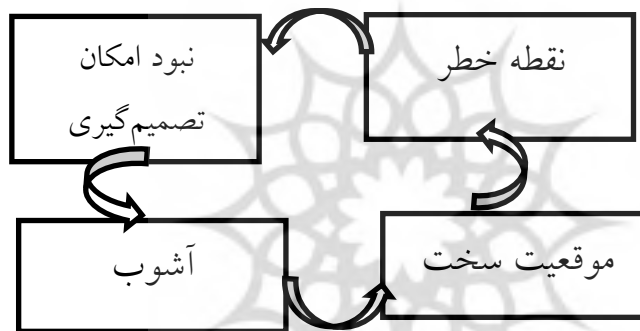 نقطه خطر
نبود امکان
تصمیم‌گیری
موقعیت سخت
آشوب